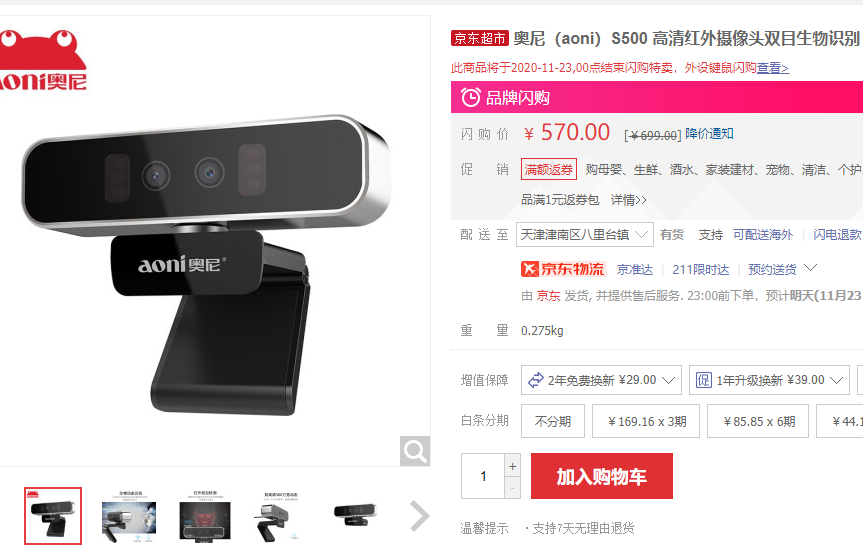 aoni奥尼
aoni奥尼®
京东超市 奥尼（aoni）S500 高清红外摄像头双目生物识别
此商品将于2020-11-23,00点结束闪购特卖，外设键鼠闪购查看>
品牌闪购
闪购价 ￥570.00 [￥699.00] 降价通知
促销 满额返券 购母婴、生鲜、酒水、家装建材、宠物、清洁、个护
品满1元返券包 详情>>
配送至 天津津南区八里台镇 有货 支持 可配送海外 | 闪电退款
京东物流 京准达 | 211限时达 | 预约送货
由 京东 发货, 并提供售后服务. 23:00前下单，预计明天(11月23
重量 0.275kg
增值保障 2年免费换新 ¥29.00 促 1年升级换新 ¥39.00
白条分期 不分期 ￥169.16 x 3期 ￥85.85 x 6期 ￥44.1
1 + -
加入购物车
温馨提示 · 支持7天无理由退货